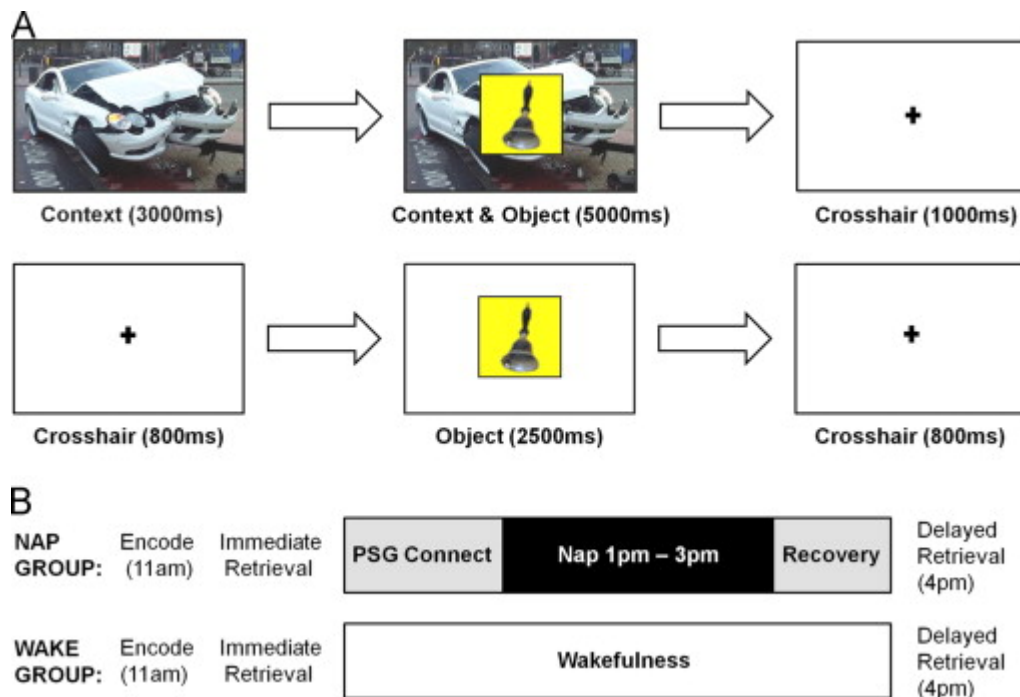 A
Context (3000ms)
Context & Object (5000ms)
Crosshair (1000ms)
Crosshair (800ms)
Object (2500ms)
Crosshair (800ms)
B
NAP
GROUP:
Encode
(11am)
Immediate
Retrieval
PSG Connect
Nap 1pm – 3pm
Recovery
Delayed
Retrieval
(4pm)
WAKE
GROUP:
Encode
(11am)
Immediate
Retrieval
Wakefulness
Delayed
Retrieval
(4pm)